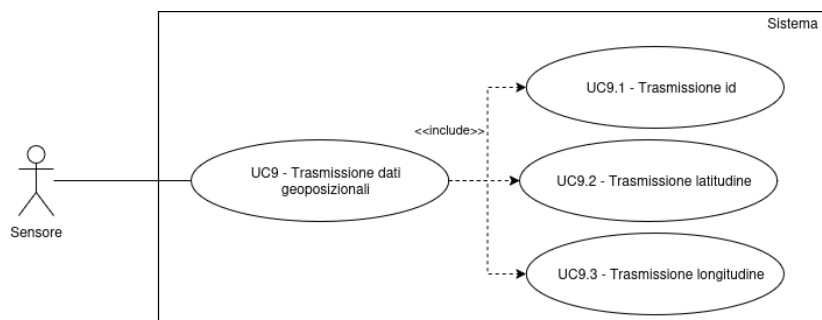 Sistema
UC9.1 - Trasmissione id
<<include>>
UC9 - Trasmissione dati
geoposizionali
UC9.2 - Trasmissione latitudine
Sensore
UC9.3 - Trasmissione longitudine